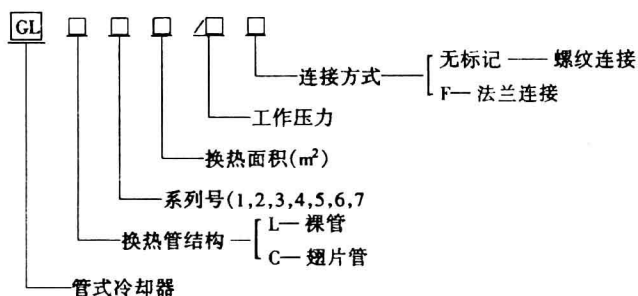 GL □ □ □ / □ □
无标记 —— 螺纹连接
连接方式
F— 法兰连接
工作压力
换热面积(m²)
系列号(1,2,3,4,5,6,7
L— 裸管
换热管结构
C— 翅片管
管式冷却器